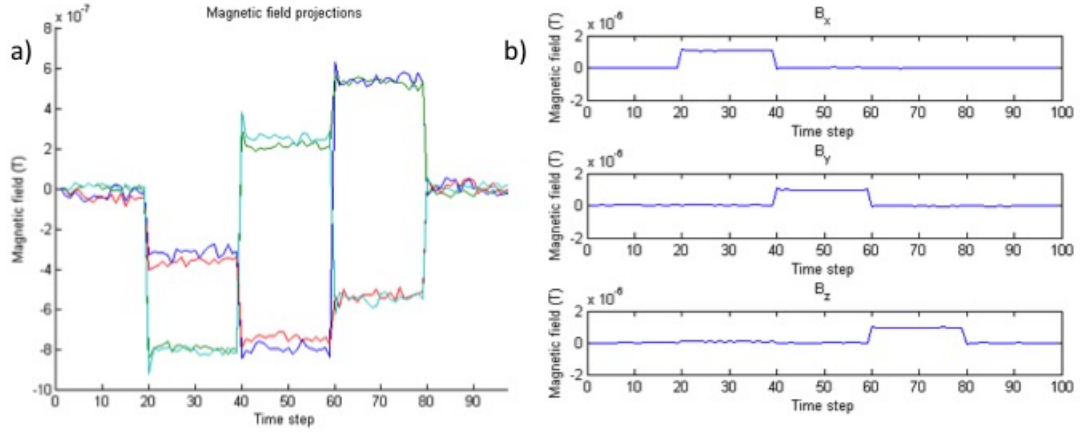 a)
Magnetic field projections
x 10^-7
8
6
4
2
0
-2
-4
-6
-8
-10
Magnetic field (T)
0 10 20 30 40 50 60 70 80 90
Time step
b)
B_x
x 10^-6
2
0
-2
Magnetic field (T)
0 10 20 30 40 50 60 70 80 90 100
Time step
B_y
x 10^-6
2
0
-2
Magnetic field (T)
0 10 20 30 40 50 60 70 80 90 100
Time step
B_z
x 10^-6
2
0
-2
Magnetic field (T)
0 10 20 30 40 50 60 70 80 90 100
Time step